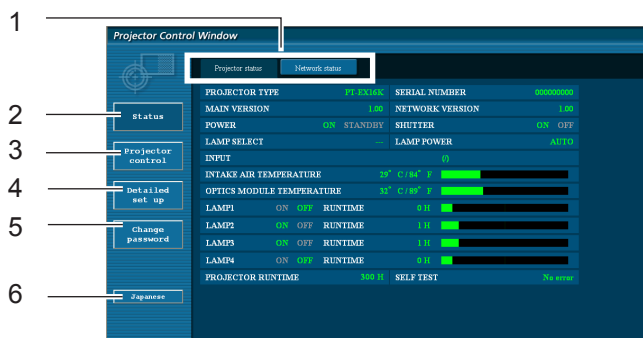 1
Projector Control Window
Projector status Network status
PROJECTOR TYPE PT-EX16K SERIAL NUMBER 000000000
MAIN VERSION 1.00 NETWORK VERSION 1.00
2 Status
POWER ON STANDBY SHUTTER ON OFF
LAMP SELECT --- LAMP POWER AUTO
3 Projector control
INPUT (/)
INTAKE AIR TEMPERATURE 29° C / 84° F
4 Detailed set up
OPTICS MODULE TEMPERATURE 32° C / 89° F
LAMP1 ON OFF RUNTIME 0 H
5 Change password
LAMP2 ON OFF RUNTIME 1 H
LAMP3 ON OFF RUNTIME 1 H
LAMP4 ON OFF RUNTIME 0 H
PROJECTOR RUNTIME 300 H SELF TEST No error
6 Japanese